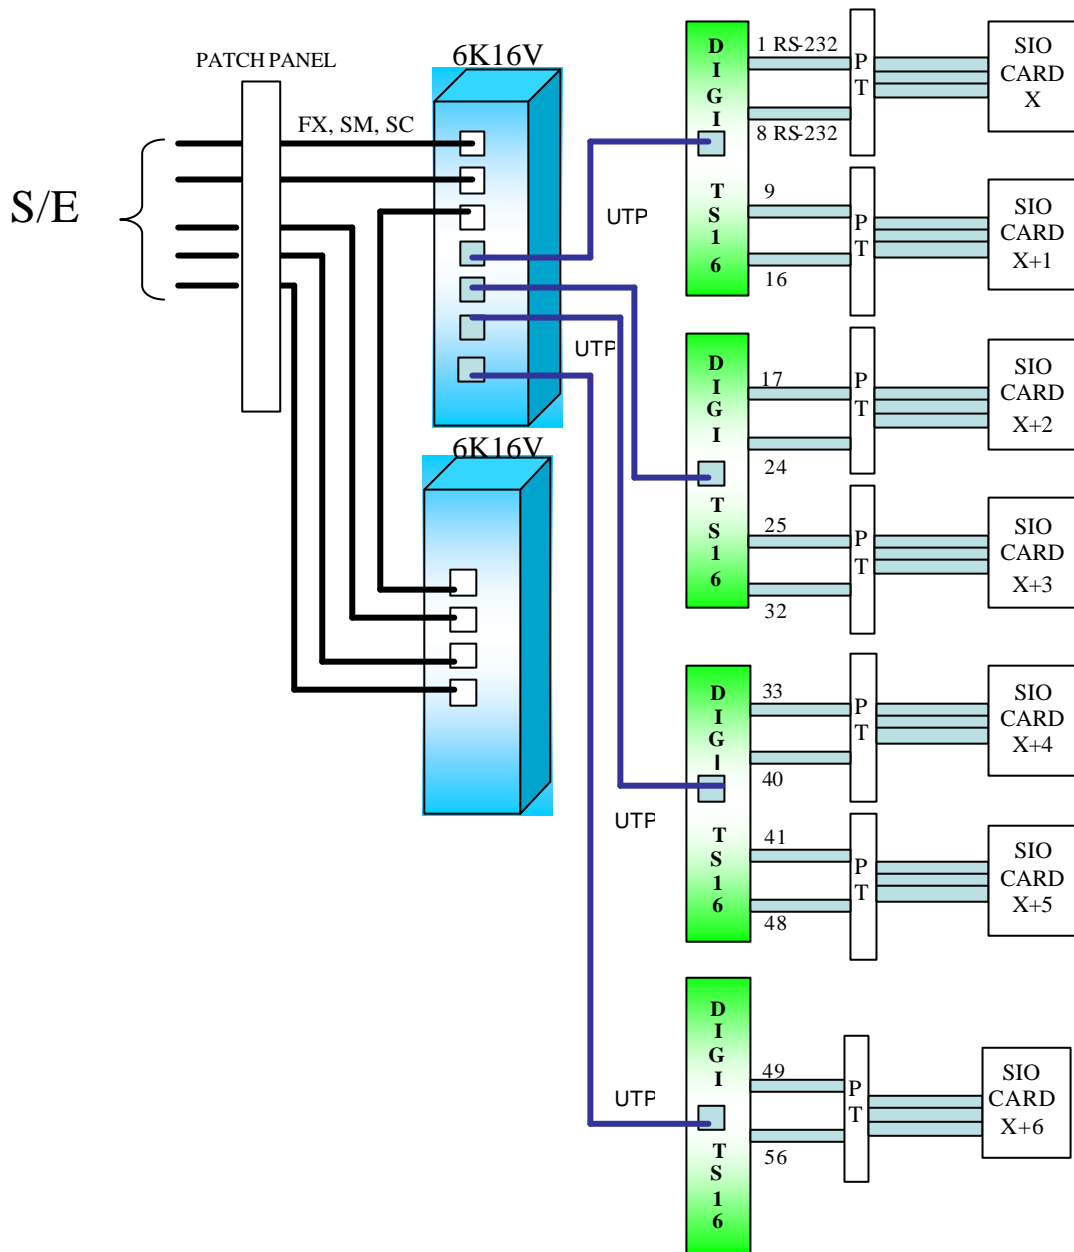 6K16V
PATCH PANEL
FX, SM, SC
S/E
UTP
UTP
6K16V
UTP
UTP
DIGI TS16
1 RS-232
8 RS-232
PT
SIO
CARD
X
9
16
PT
SIO
CARD
X+1
DIGI TS16
17
24
PT
SIO
CARD
X+2
25
32
PT
SIO
CARD
X+3
DIGI TS16
33
40
PT
SIO
CARD
X+4
41
48
PT
SIO
CARD
X+5
DIGI TS16
49
56
PT
SIO
CARD
X+6